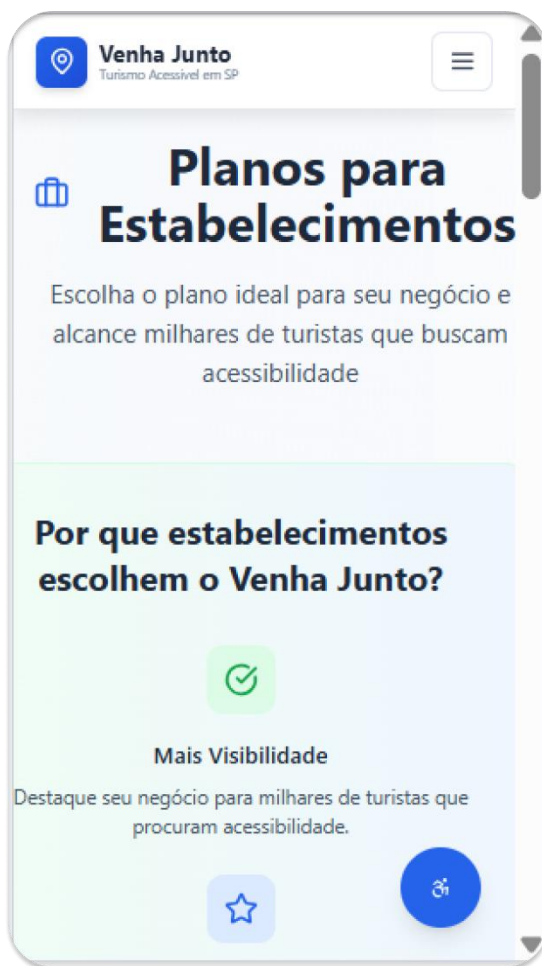 Venha Junto
Turismo Acessível em SP
Planos para
Estabelecimentos
Escolha o plano ideal para seu negócio e
alcance milhares de turistas que buscam
acessibilidade
Por que estabelecimentos
escolhem o Venha Junto?
Mais Visibilidade
Destaque seu negócio para milhares de turistas que
procuram acessibilidade.